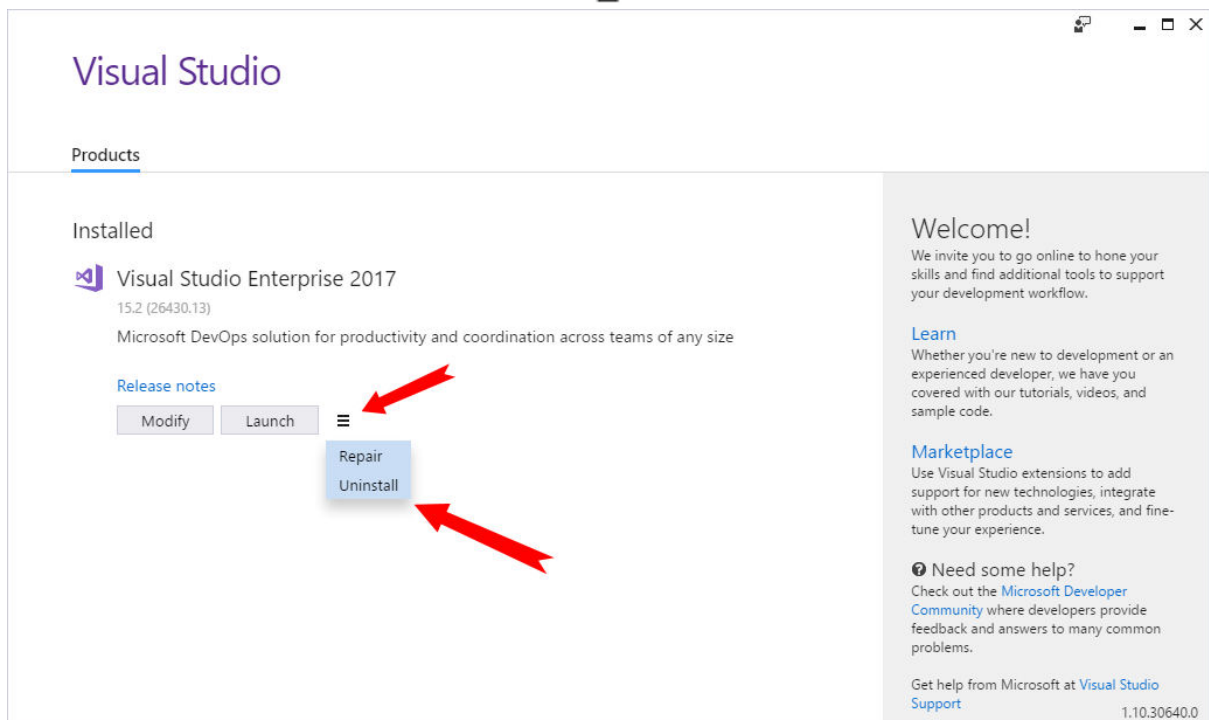 Visual Studio
Products
Installed
Visual Studio Enterprise 2017
15.2 (26430.13)
Microsoft DevOps solution for productivity and coordination across teams of any size
Release notes
Modify
Launch
Repair
Uninstall
Welcome!
We invite you to go online to hone your
skills and find additional tools to support
your development workflow.
Learn
Whether you're new to development or an
experienced developer, we have you
covered with our tutorials, videos, and
sample code.
Marketplace
Use Visual Studio extensions to add
support for new technologies, integrate
with other products and services, and fine-
tune your experience.
Need some help?
Check out the Microsoft Developer
Community where developers provide
feedback and answers to many common
problems.
Get help from Microsoft at Visual Studio
Support
1.10.30640.0